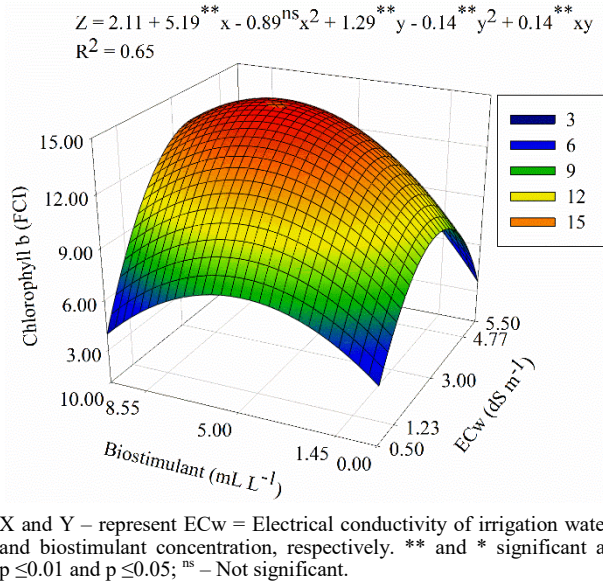 Z = 2.11 + 5.19**x - 0.89ⁿˢx² + 1.29**y - 0.14**y² + 0.14**xy
R² = 0.65
Chlorophyll b (FCI)
15.00
12.00
9.00
6.00
3.00
10.00
8.55
5.00
1.45
0.00
Biostimulant (mL L⁻¹)
0.50
1.23
3.00
4.77
5.50
ECw (dS m⁻¹)
3
6
9
12
15
X and Y – represent ECw = Electrical conductivity of irrigation wate
and biostimulant concentration, respectively. ** and * significant a
p ≤0.01 and p ≤0.05; ⁿˢ – Not significant.